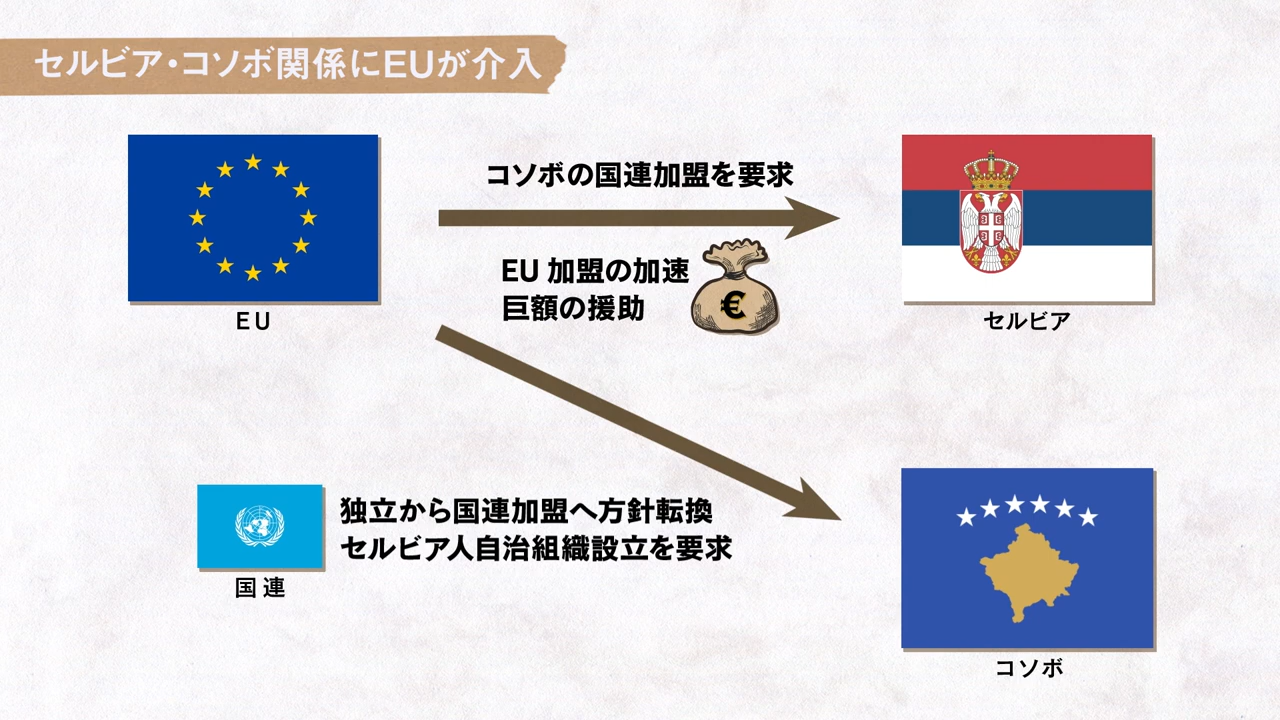 セルビア・コソボ関係にEUが介入
コソボの国連加盟を要求
EU加盟の加速
巨額の援助
€
EU
セルビア
独立から国連加盟へ方針転換
セルビア人自治組織設立を要求
国連
コソボ